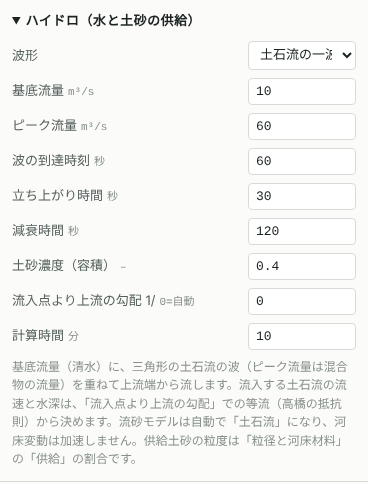 ▼ ハイドロ（水と土砂の供給）
波形 土石流の一波
基底流量 m³/s 10
ピーク流量 m³/s 60
波の到達時刻 秒 60
立ち上がり時間 秒 30
減衰時間 秒 120
土砂濃度（容積） – 0.4
流入点より上流の勾配 1/ 0=自動 0
計算時間 分 10
基底流量（清水）に、三角形の土石流の波（ピーク流量は混合
物の流量）を重ねて上流端から流します。流入する土石流の流
速と水深は、「流入点より上流の勾配」での等流（高橋の抵抗
則）から決めます。流砂モデルは自動で「土石流」になり、河
床変動は加速しません。供給土砂の粒度は「粒径と河床材料」
の「供給」の割合です。